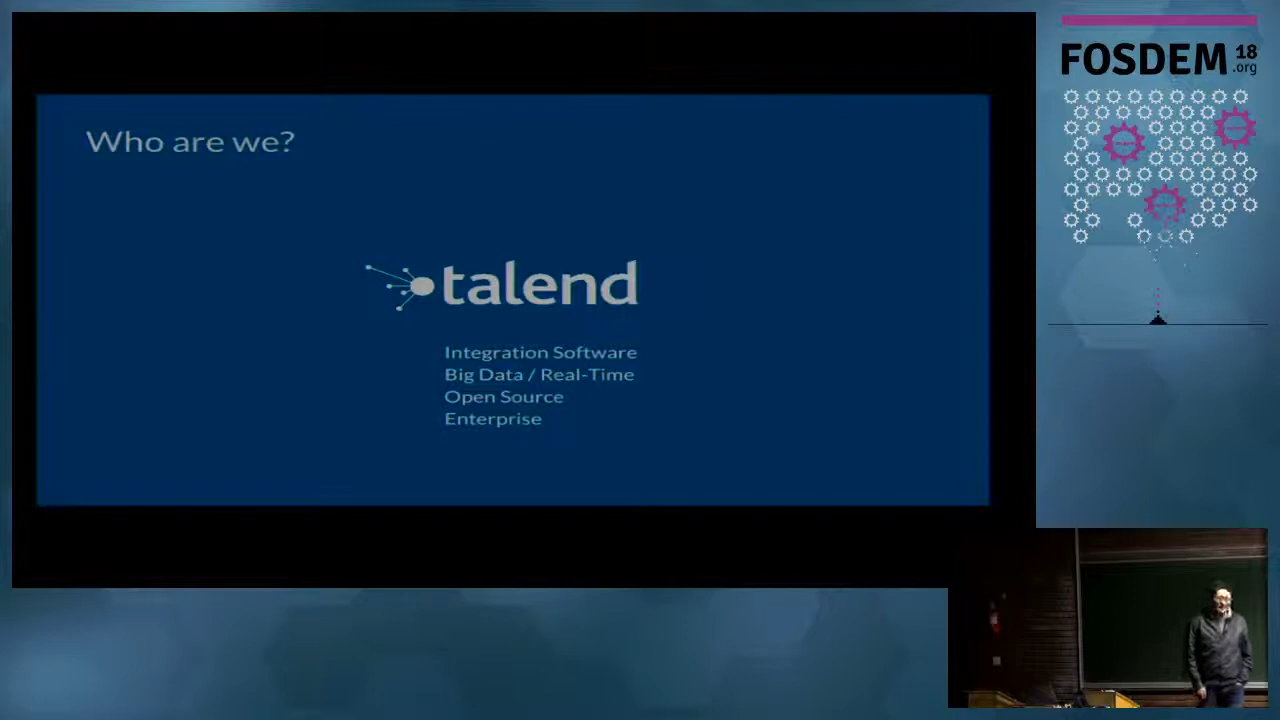 Who are we?
talend
Integration Software
Big Data / Real-Time
Open Source
Enterprise
FOSDEM 18
.org